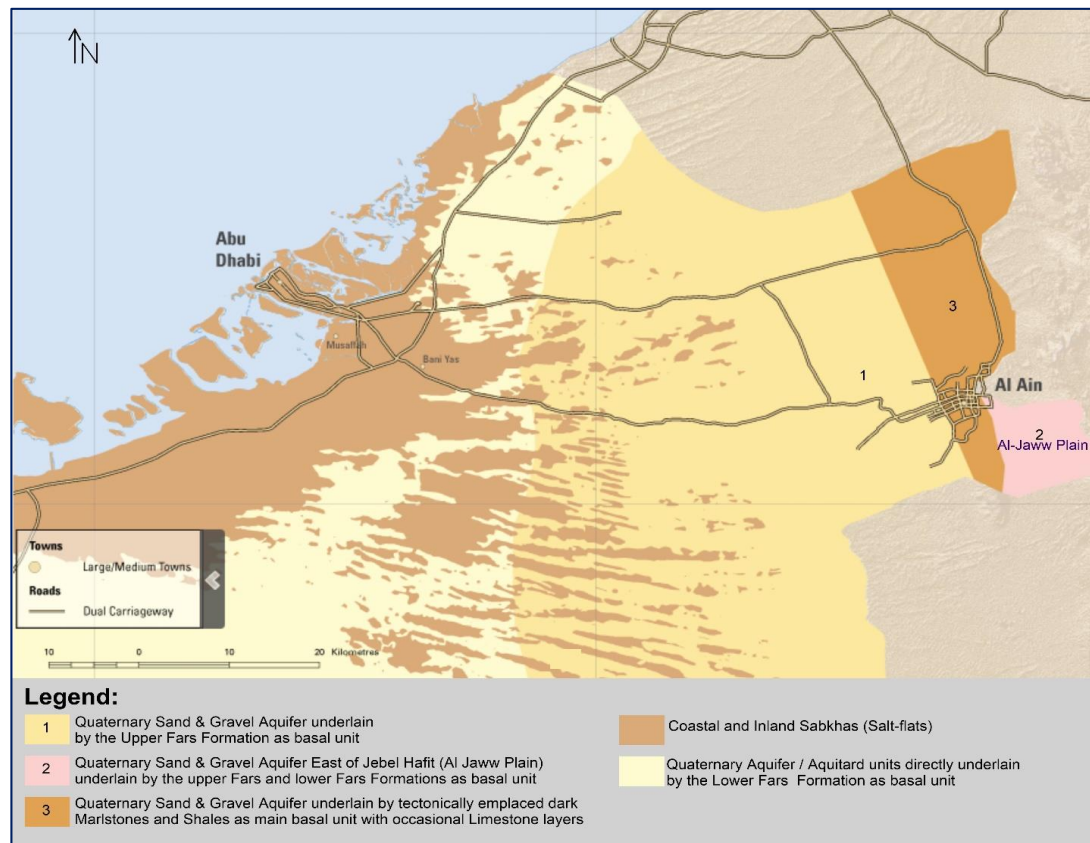 N
Abu
Dhabi
Musaffah
Bani Yas
3
1
Al Ain
2
Al-Jaww Plain
Towns
Large/Medium Towns
Roads
Dual Carriageway
10 0 10 20 Kilometres
Legend:
1 Quaternary Sand & Gravel Aquifer underlain
by the Upper Fars Formation as basal unit
2 Quaternary Sand & Gravel Aquifer East of Jebel Hafit (Al Jaww Plain)
underlain by the upper Fars and lower Fars Formations as basal unit
3 Quaternary Sand & Gravel Aquifer underlain by tectonically emplaced dark
Marlstones and Shales as main basal unit with occasional Limestone layers
Coastal and Inland Sabkhas (Salt-flats)
Quaternary Aquifer / Aquitard units directly underlain
by the Lower Fars Formation as basal unit